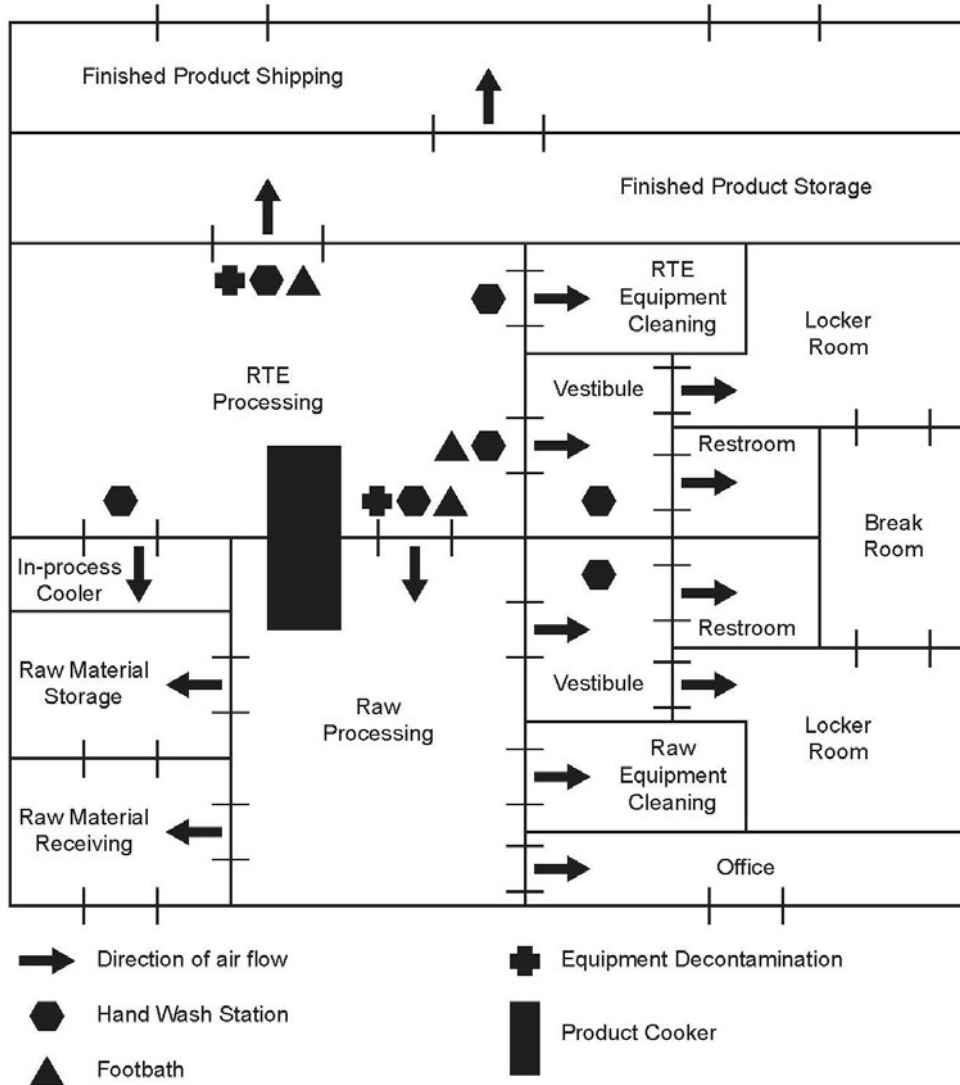 Finished Product Shipping
Finished Product Storage
RTE
Equipment
Cleaning
Locker
Room
RTE
Processing
Vestibule
Restroom
Break
Room
In-process
Cooler
Restroom
Raw Material
Storage
Raw
Processing
Vestibule
Locker
Room
Raw
Equipment
Cleaning
Raw Material
Receiving
Office
Direction of air flow
Equipment Decontamination
Hand Wash Station
Product Cooker
Footbath